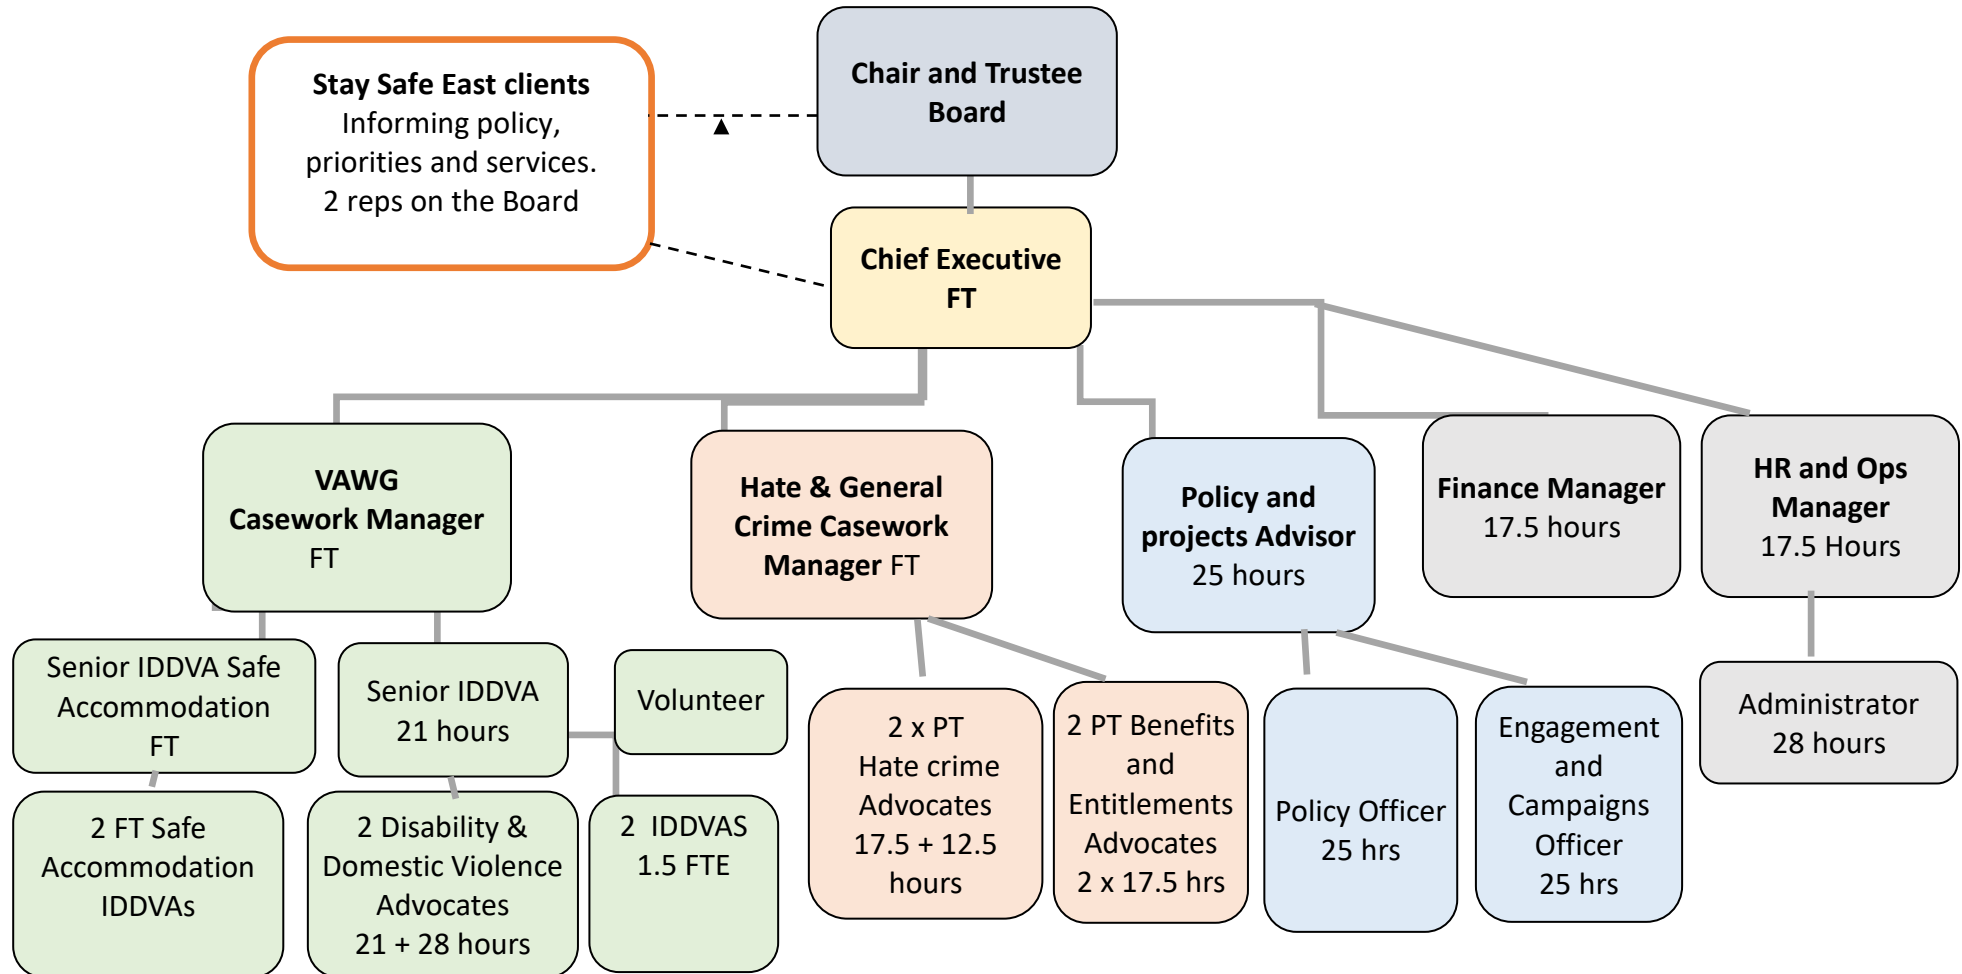 Stay Safe East clients
Informing policy,
priorities and services.
2 reps on the Board
Chair and Trustee
Board
Chief Executive
FT
VAWG
Casework Manager
FT
Hate & General
Crime Casework
Manager FT
Policy and
projects Advisor
25 hours
Finance Manager
17.5 hours
HR and Ops
Manager
17.5 Hours
Senior IDDVA Safe
Accommodation
FT
Senior IDDVA
21 hours
Volunteer
2 FT Safe
Accommodation
IDDVAs
2 Disability &
Domestic Violence
Advocates
21 + 28 hours
2 IDDVAS
1.5 FTE
2 x PT
Hate crime
Advocates
17.5 + 12.5
hours
2 PT Benefits
and
Entitlements
Advocates
2 x 17.5 hrs
Policy Officer
25 hrs
Engagement
and
Campaigns
Officer
25 hrs
Administrator
28 hours